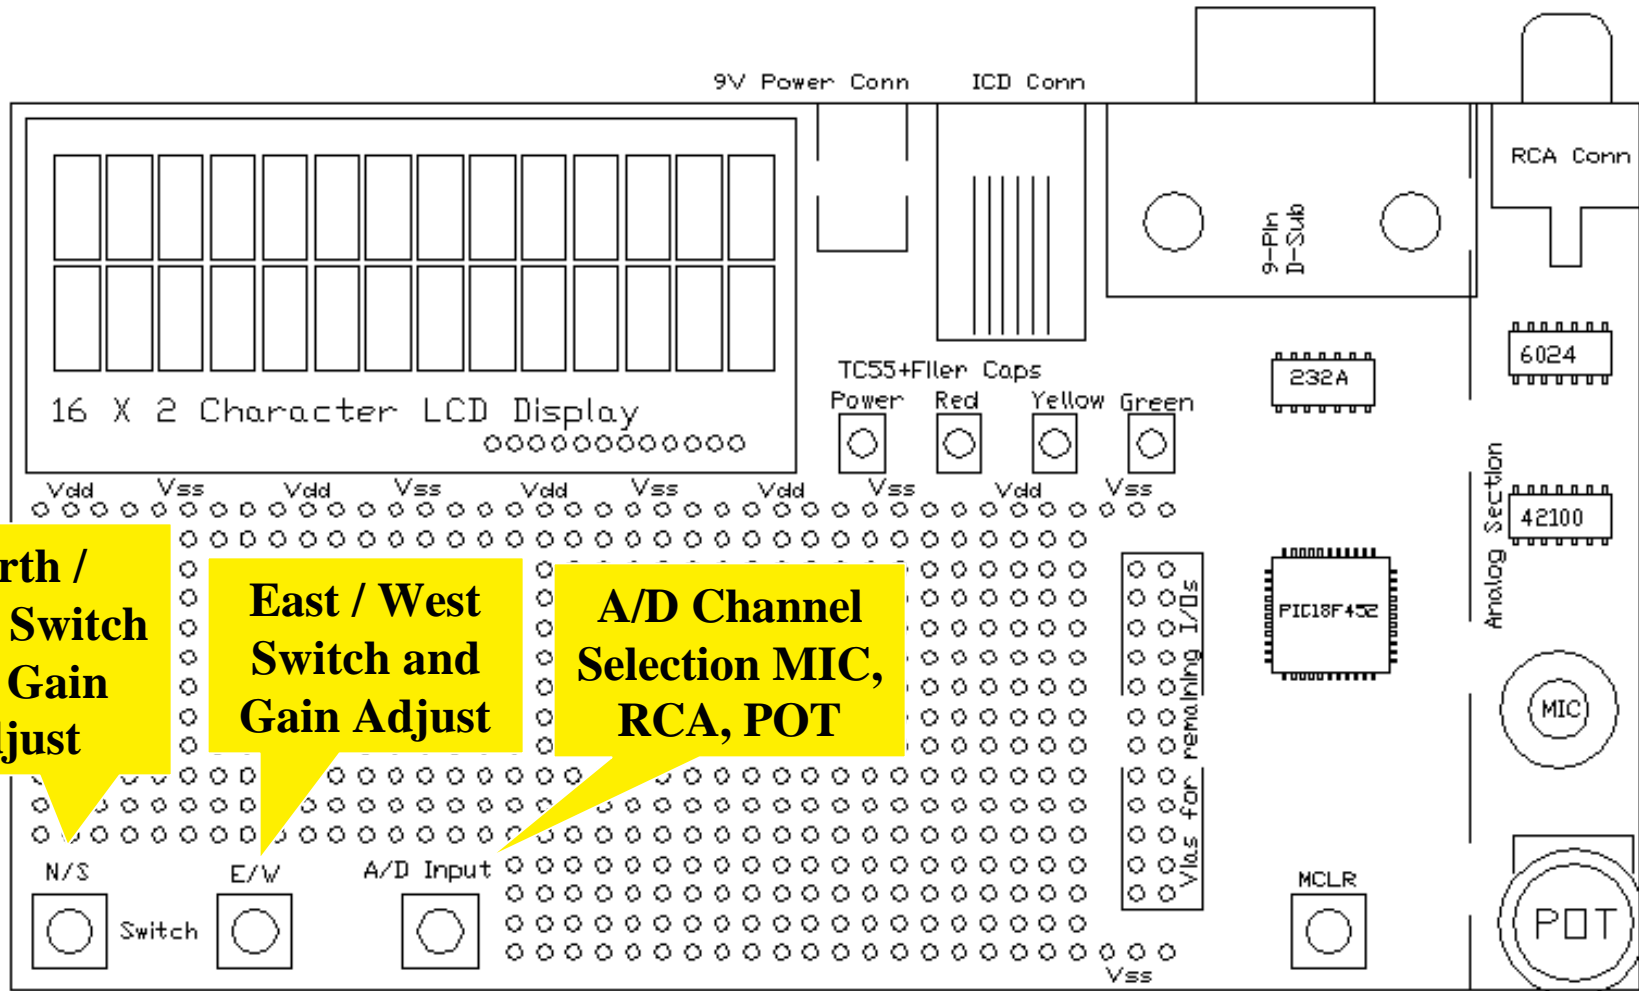 9V Power Conn
ICD Conn
RCA Conn
9-Pin
D-Sub
6024
232A
TC55+Filer Caps
Power Red Yellow Green
16 X 2 Character LCD Display
Vdd Vss Vdd Vss Vdd Vss Vdd Vss Vdd Vss
42100
Analog Section
Switch
Gain
East / West
Switch and
Gain Adjust
A/D Channel
Selection MIC,
RCA, POT
Vias for remaining I/Os
PIC18F452
MIC
N/S
E/W
A/D Input
Switch
MCLR
POT
Vss